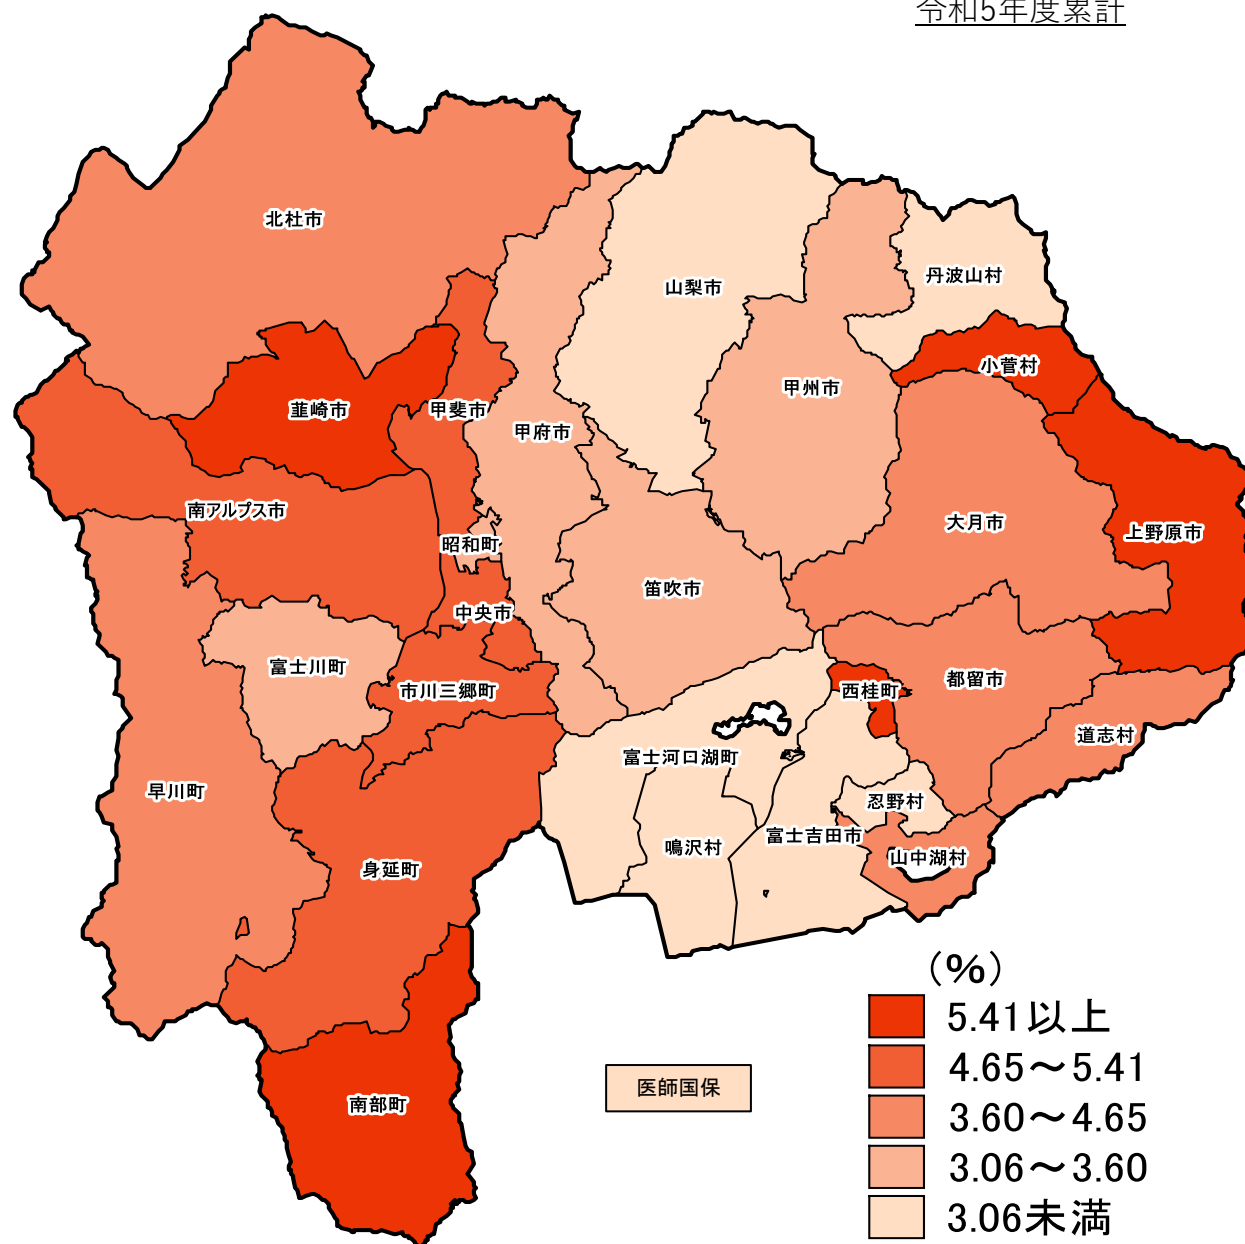 令和5年度累計
北杜市
山梨市
丹波山村
小菅村
韮崎市
甲斐市
甲府市
甲州市
南アルプス市
大月市
上野原市
昭和町
笛吹市
中央市
富士川町
市川三郷町
西桂町
都留市
道志村
富士河口湖町
早川町
忍野村
鳴沢村
富士吉田市
山中湖村
身延町
南部町
医師国保
(%)
5.41以上
4.65～5.41
3.60～4.65
3.06～3.60
3.06未満